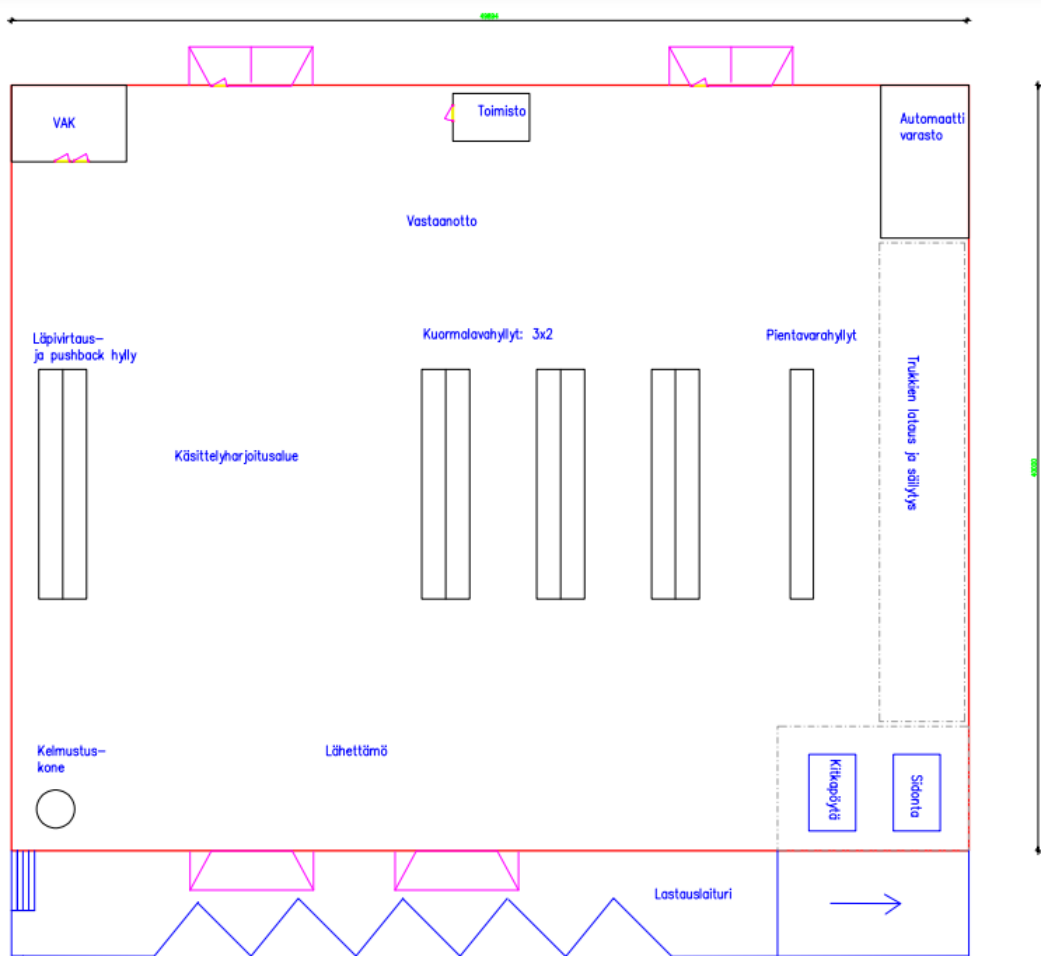 VAK
Toimisto
Automaatti
varasto
Vastaanotto
Läpivirtaus-
ja pushback hylly
Kuormalavahyllyt: 3x2
Pientavarahyllyt
Trukkien lataus ja säilytys
Käsittelyharjoitusalue
Kelmustus-
kone
Lähettämö
Kitkapöytä
Sidonta
Lastauslaituri